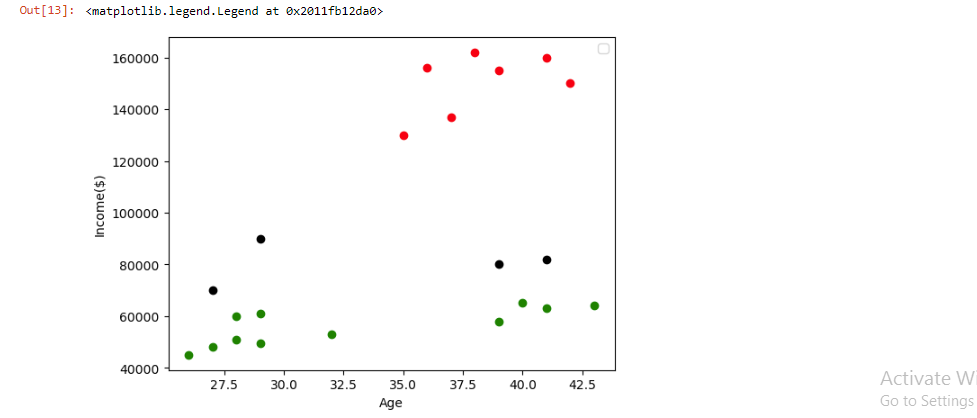 Out[13]: <matplotlib.legend.Legend at 0x2011fb12da0>
160000
140000
120000
100000
80000
60000
40000
Income($)
27.5 30.0 32.5 35.0 37.5 40.0 42.5
Age
Activate Wi
Go to Settings